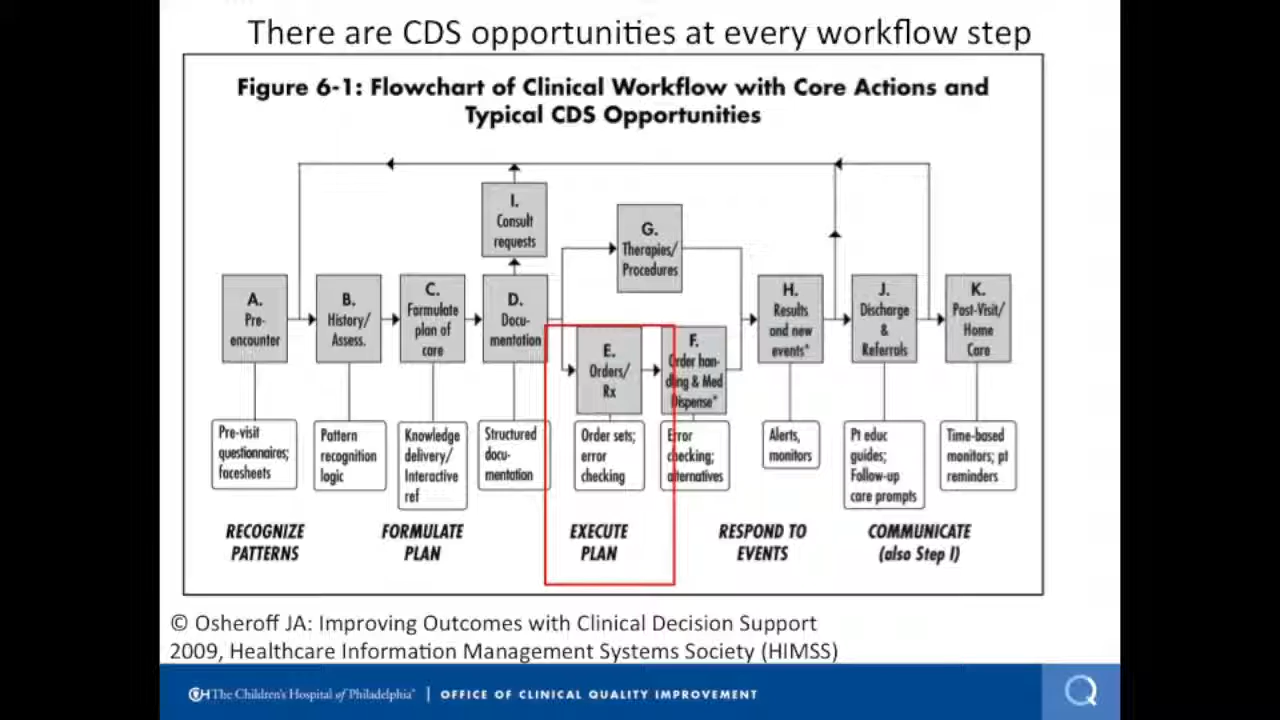 There are CDS opportunities at every workflow step
Figure 6-1: Flowchart of Clinical Workflow with Core Actions and
Typical CDS Opportunities
I.
Consult
requests
G.
Therapies/
Procedures
A.
Pre-
encounter
B.
History/
Assess.
C.
Formulate
plan of
care
D.
Docu-
mentation
E.
Orders/
Rx
F.
Order han-
dling & Med
Dispense*
H.
Results
and new
events*
J.
Discharge
&
Referrals
K.
Post-Visit/
Home
Care
Pre-visit
questionnaires;
facesheets
Pattern
recognition
logic
Knowledge
delivery/
Interactive
ref
Structured
docu-
mentation
Order sets;
error
checking
Error
checking;
alternatives
Alerts,
monitors
Pt educ
guides;
Follow-up
care prompts
Time-based
monitors; pt
reminders
RECOGNIZE
PATTERNS
FORMULATE
PLAN
EXECUTE
PLAN
RESPOND TO
EVENTS
COMMUNICATE
(also Step I)
© Osheroff JA: Improving Outcomes with Clinical Decision Support
2009, Healthcare Information Management Systems Society (HIMSS)
The Children's Hospital of Philadelphia® | OFFICE OF CLINICAL QUALITY IMPROVEMENT
Q